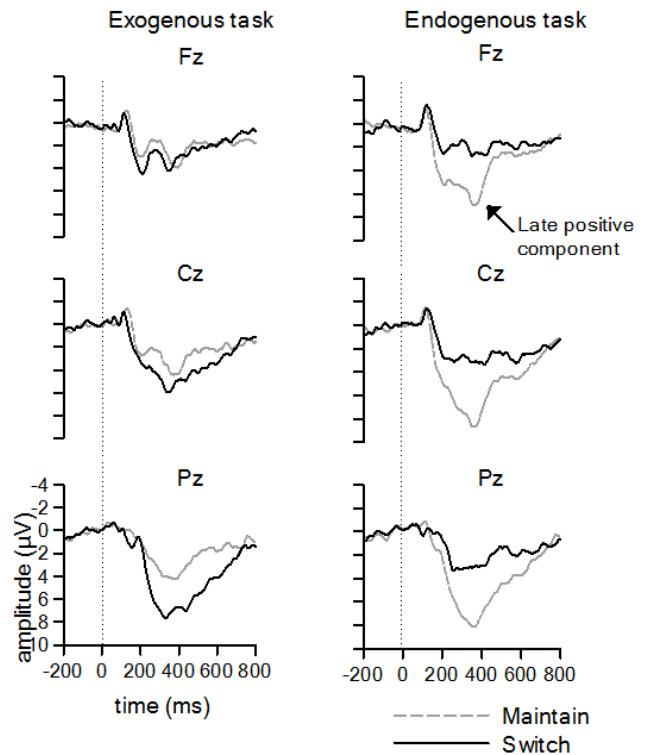 Exogenous task
Endogenous task
Fz
Fz
Late positive
component
Cz
Cz
Pz
Pz
amplitude (µV)
-4
-2
0
2
4
6
8
10
-200 0 200 400 600 800
-200 0 200 400 600 800
time (ms)
Maintain
Switch